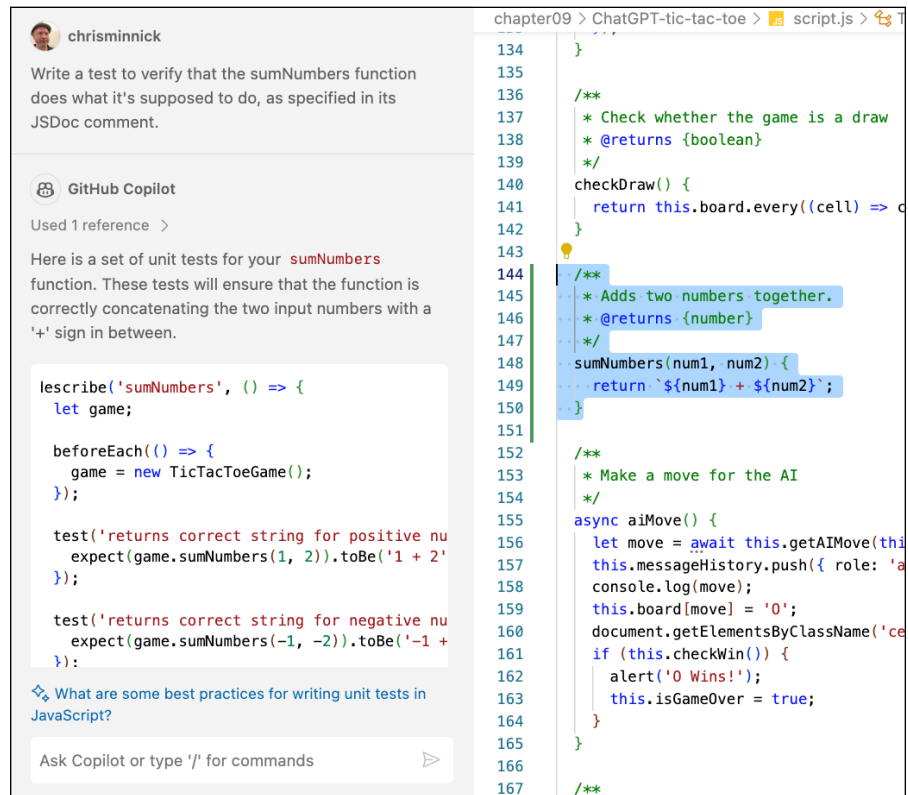 chrisminnick
Write a test to verify that the sumNumbers function
does what it's supposed to do, as specified in its
JSDoc comment.
GitHub Copilot
Used 1 reference >
Here is a set of unit tests for your sumNumbers
function. These tests will ensure that the function is
correctly concatenating the two input numbers with a
'+' sign in between.
lescribe('sumNumbers', () => {
let game;
beforeEach(() => {
game = new TicTacToeGame();
});
test('returns correct string for positive nu
expect(game.sumNumbers(1, 2)).toBe('1 + 2'
});
test('returns correct string for negative nu
expect(game.sumNumbers(-1, -2)).toBe('-1 +
});
What are some best practices for writing unit tests in
JavaScript?
Ask Copilot or type '/' for commands
chapter09 > ChatGPT-tic-tac-toe > JS script.js > T
134 }
135
136 /**
137 * Check whether the game is a draw
138 * @returns {boolean}
139 */
140 checkDraw() {
141 return this.board.every((cell) => c
142 }
143
144 /**
145 * Adds two numbers together.
146 * @returns {number}
147 */
148 sumNumbers(num1, num2) {
149 return `${num1} + ${num2}`;
150 }
151
152 /**
153 * Make a move for the AI
154 */
155 async aiMove() {
156 let move = await this.getAIMove(thi
157 this.messageHistory.push({ role: 'a
158 console.log(move);
159 this.board[move] = 'O';
160 document.getElementsByClassName('ce
161 if (this.checkWin()) {
162 alert('O Wins!');
163 this.isGameOver = true;
164 }
165 }
166
167 /**